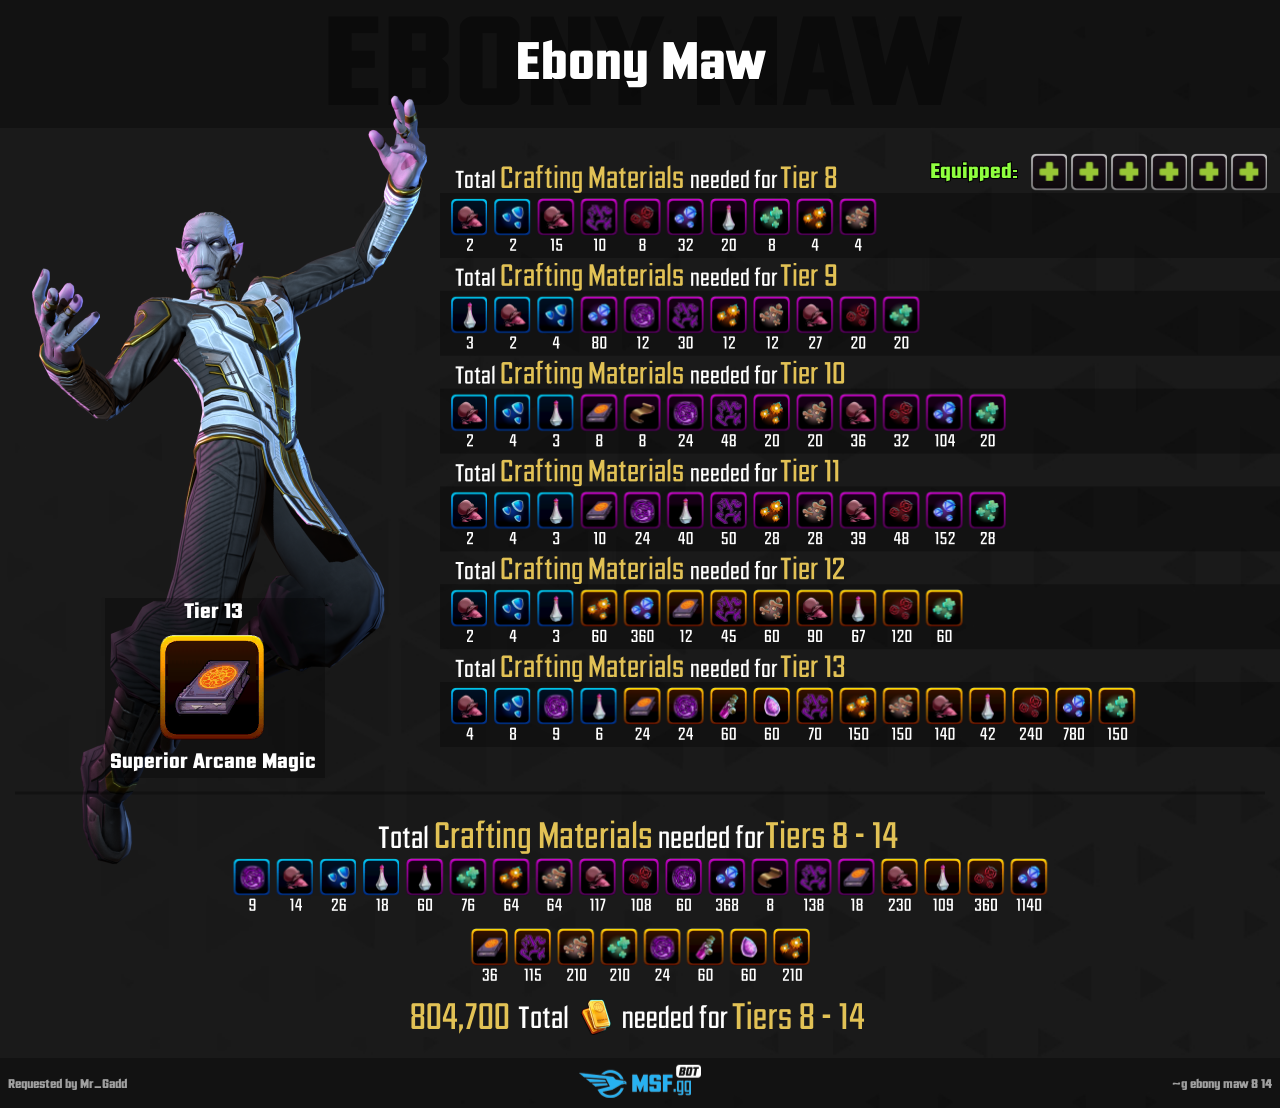 EBONY MAW
Ebony Maw
Equipped:
Total Crafting Materials needed for Tier 8
2 2 15 10 8 32 20 8 4 4
Total Crafting Materials needed for Tier 9
3 2 4 80 12 30 12 12 27 20 20
Total Crafting Materials needed for Tier 10
2 4 3 8 8 24 48 20 20 36 32 104 20
Total Crafting Materials needed for Tier 11
2 4 3 10 24 40 50 28 28 39 48 152 28
Total Crafting Materials needed for Tier 12
2 4 3 60 360 12 45 60 90 67 120 60
Total Crafting Materials needed for Tier 13
4 8 9 6 24 24 60 60 70 150 150 140 42 240 780 150
Tier 13
Superior Arcane Magic
Total Crafting Materials needed for Tiers 8 - 14
9 14 26 18 60 76 64 64 117 108 60 368 8 138 18 230 109 360 1140
36 115 210 210 24 60 60 210
804,700 Total needed for Tiers 8 - 14
Requested by Mr_Gadd
MSF.gg BOT
~g ebony maw 8 14